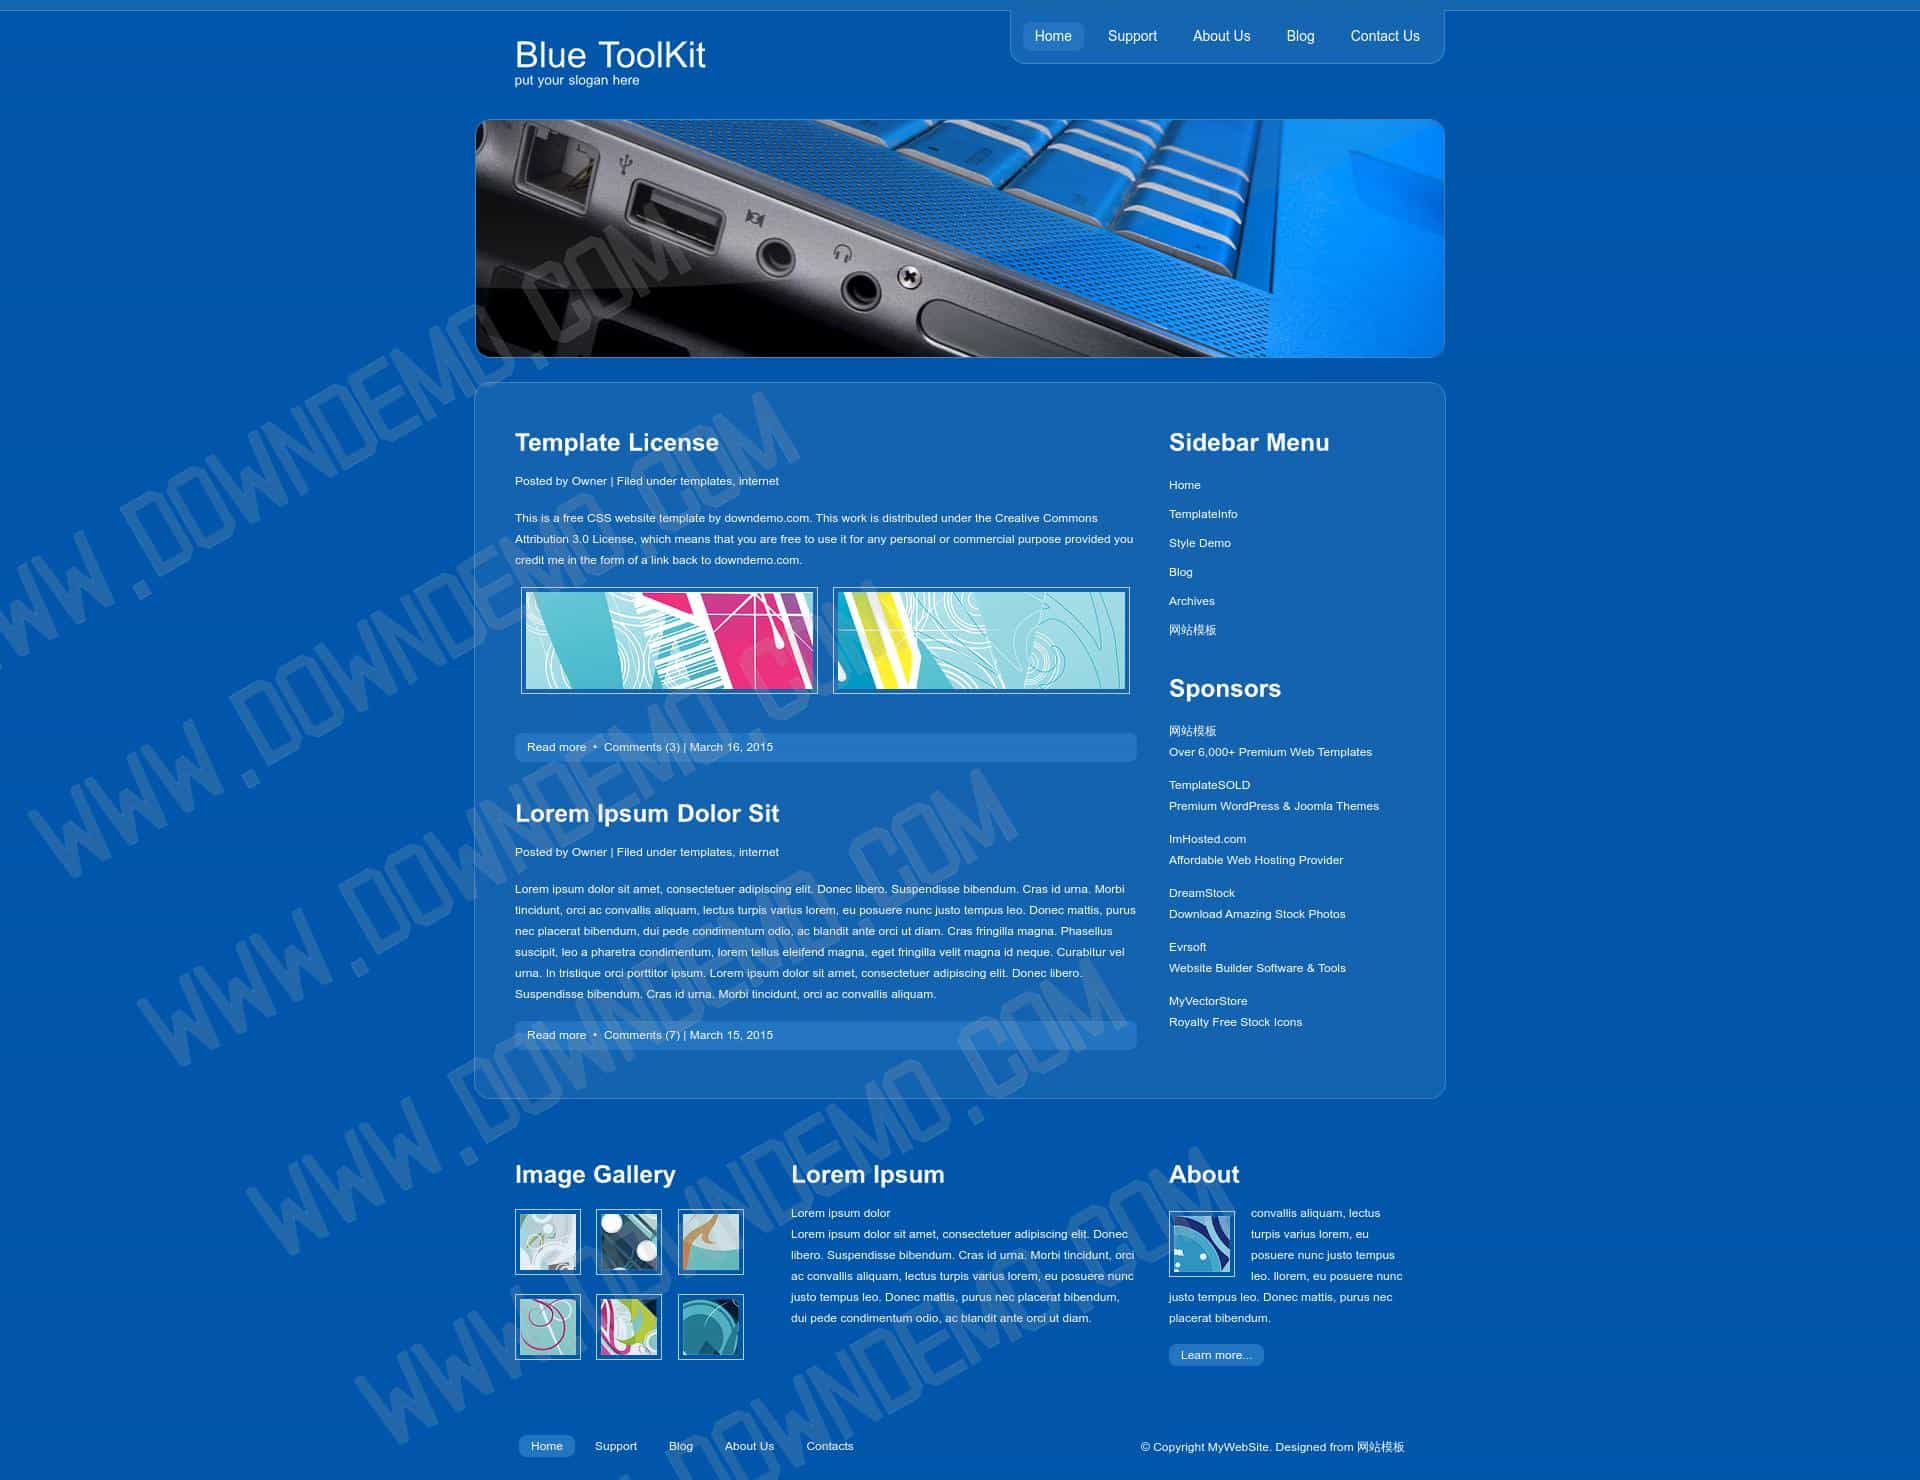 Home Support About Us Blog Contact Us
Blue ToolKit
put your slogan here
Template License
Posted by Owner | Filed under templates, internet
This is a free CSS website template by downdemo.com. This work is distributed under the Creative Commons
Attribution 3.0 License, which means that you are free to use it for any personal or commercial purpose provided you
credit me in the form of a link back to downdemo.com.
Read more • Comments (3) | March 16, 2015
Lorem Ipsum Dolor Sit
Posted by Owner | Filed under templates, internet
Lorem ipsum dolor sit amet, consectetuer adipiscing elit. Donec libero. Suspendisse bibendum. Cras id urna. Morbi
tincidunt, orci ac convallis aliquam, lectus turpis varius lorem, eu posuere nunc justo tempus leo. Donec mattis, purus
nec placerat bibendum, dui pede condimentum odio, ac blandit ante orci ut diam. Cras fringilla magna. Phasellus
suscipit, leo a pharetra condimentum, lorem tellus eleifend magna, eget fringilla velit magna id neque. Curabitur vel
urna. In tristique orci porttitor ipsum. Lorem ipsum dolor sit amet, consectetuer adipiscing elit. Donec libero.
Suspendisse bibendum. Cras id urna. Morbi tincidunt, orci ac convallis aliquam.
Read more • Comments (7) | March 15, 2015
Sidebar Menu
Home
TemplateInfo
Style Demo
Blog
Archives
网站模板
Sponsors
网站模板
Over 6,000+ Premium Web Templates
TemplateSOLD
Premium WordPress & Joomla Themes
ImHosted.com
Affordable Web Hosting Provider
DreamStock
Download Amazing Stock Photos
Evrsoft
Website Builder Software & Tools
MyVectorStore
Royalty Free Stock Icons
Image Gallery
Lorem Ipsum
Lorem ipsum dolor
Lorem ipsum dolor sit amet, consectetuer adipiscing elit. Donec
libero. Suspendisse bibendum. Cras id urna. Morbi tincidunt, orci
ac convallis aliquam, lectus turpis varius lorem, eu posuere nunc
justo tempus leo. Donec mattis, purus nec placerat bibendum,
dui pede condimentum odio, ac blandit ante orci ut diam.
About
convallis aliquam, lectus
turpis varius lorem, eu
posuere nunc justo tempus
leo. llorem, eu posuere nunc
justo tempus leo. Donec mattis, purus nec
placerat bibendum.
Learn more...
Home Support Blog About Us Contacts
© Copyright MyWebSite. Designed from 网站模板
WWW.DOWNDEMO.COM
WWW.DOWNDEMO.COM
WWW.DOWNDEMO.COM
WWW.DOWNDEMO.COM
WWW.DOWNDEMO.COM
DOWNDEMO.COM